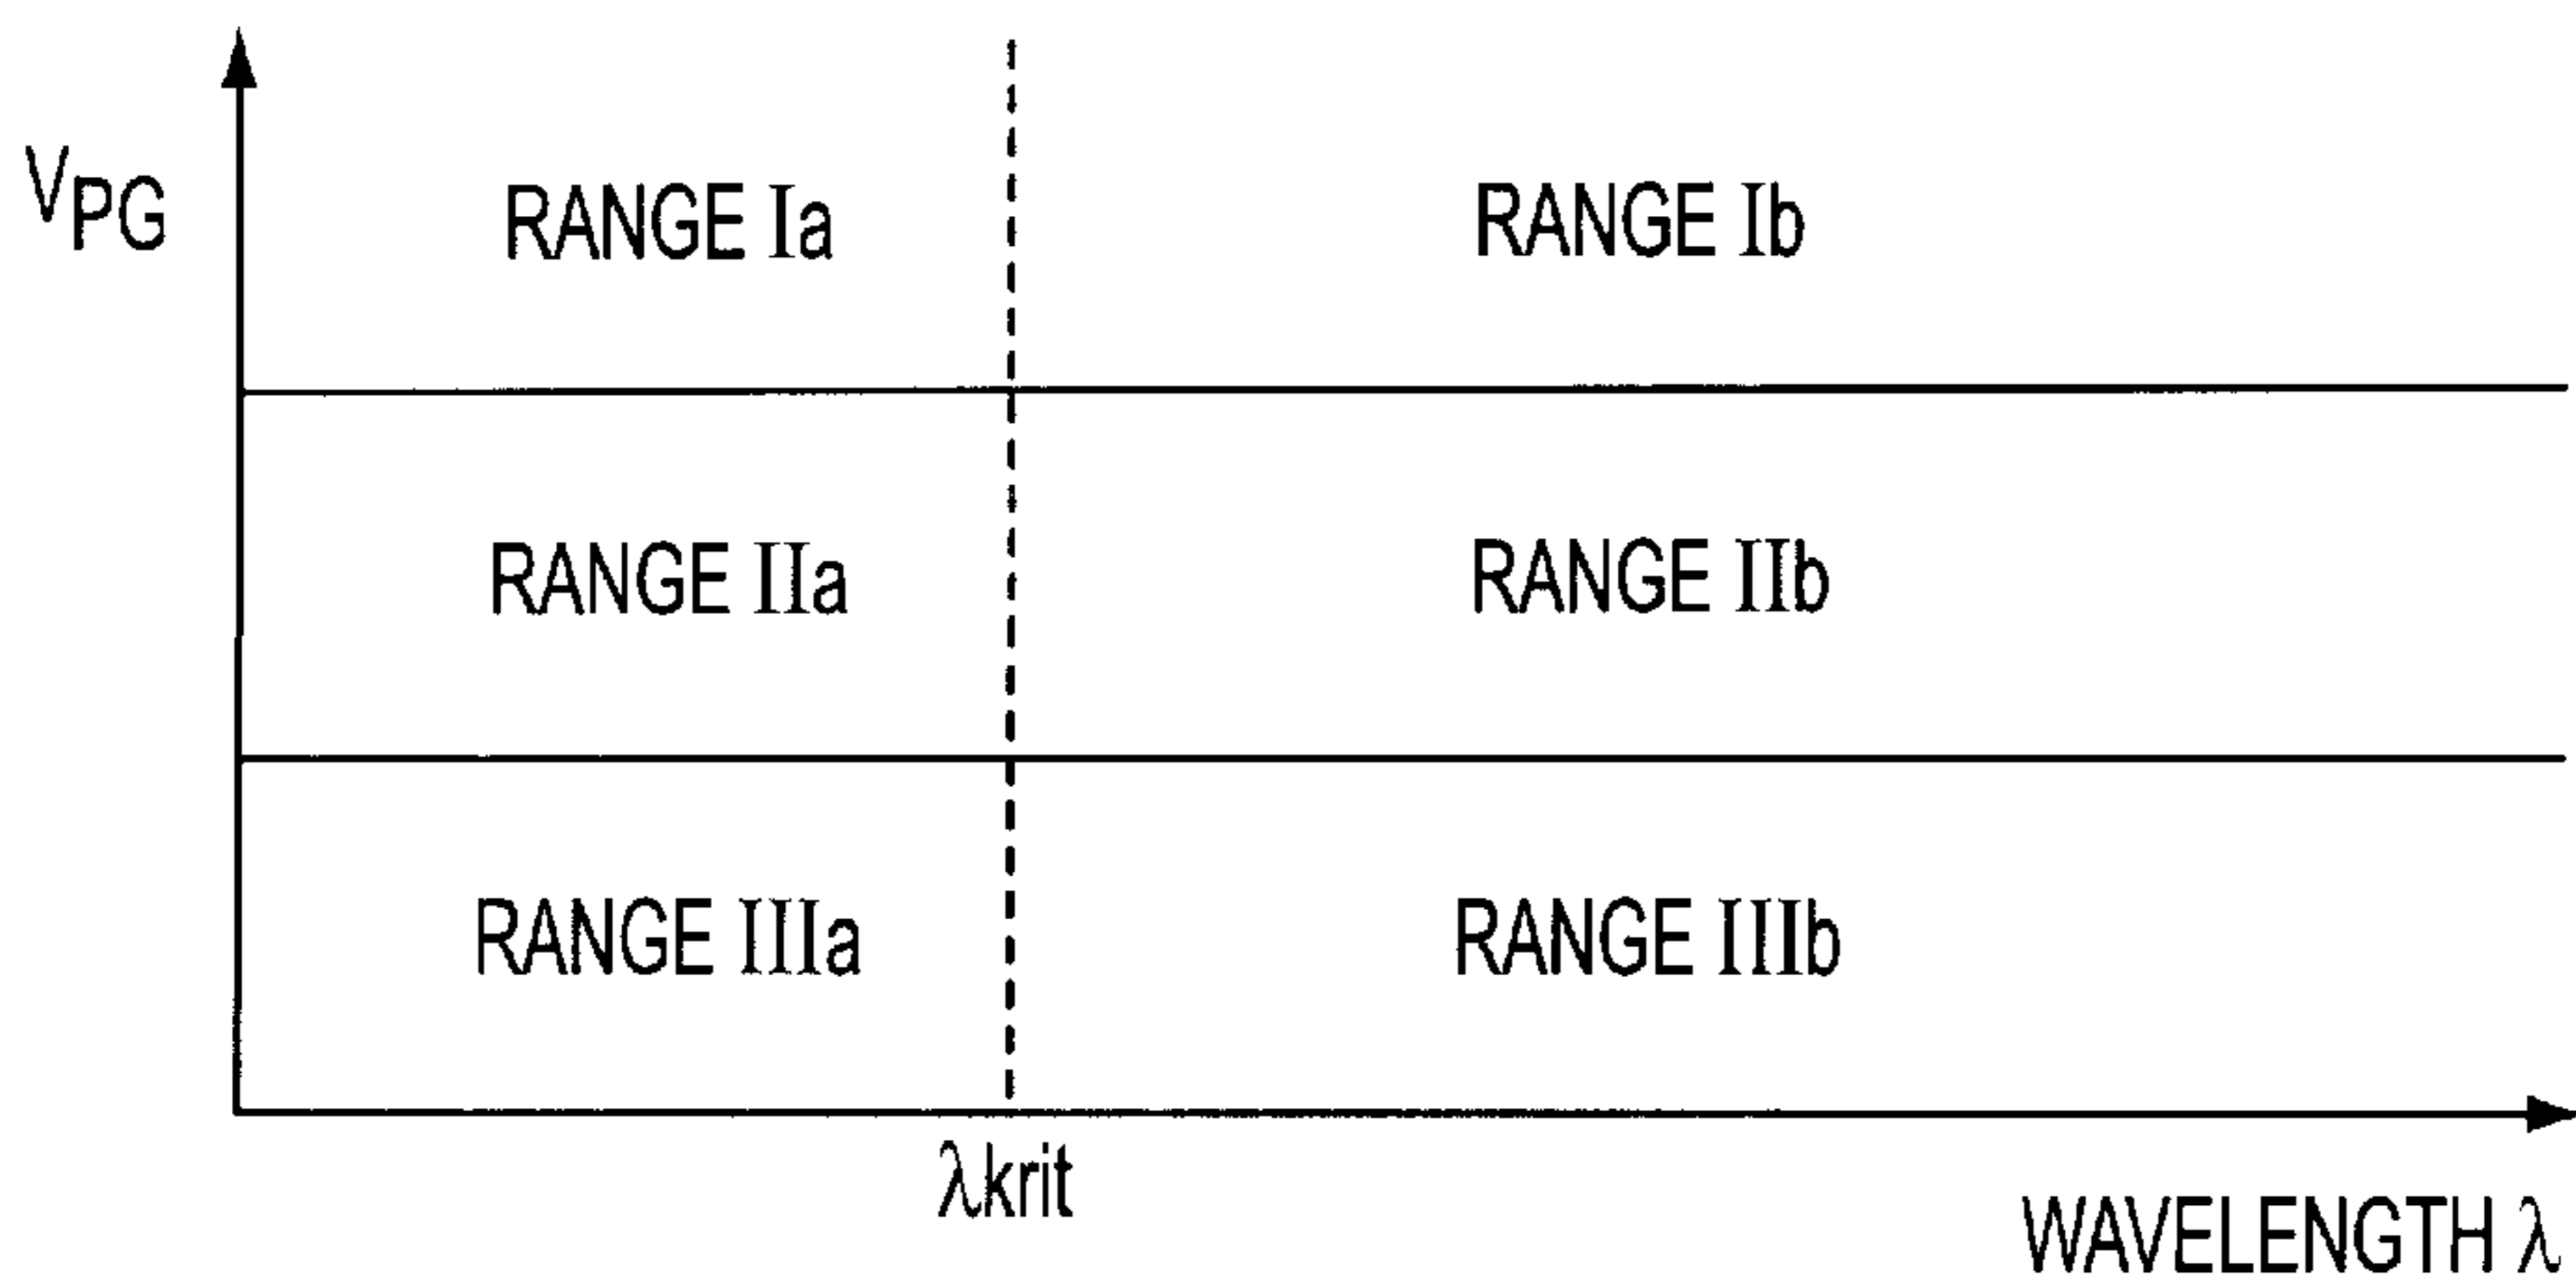 VPG
RANGE Ia
RANGE Ib
RANGE IIa
RANGE IIb
RANGE IIIa
RANGE IIIb
λkrit
WAVELENGTH λ